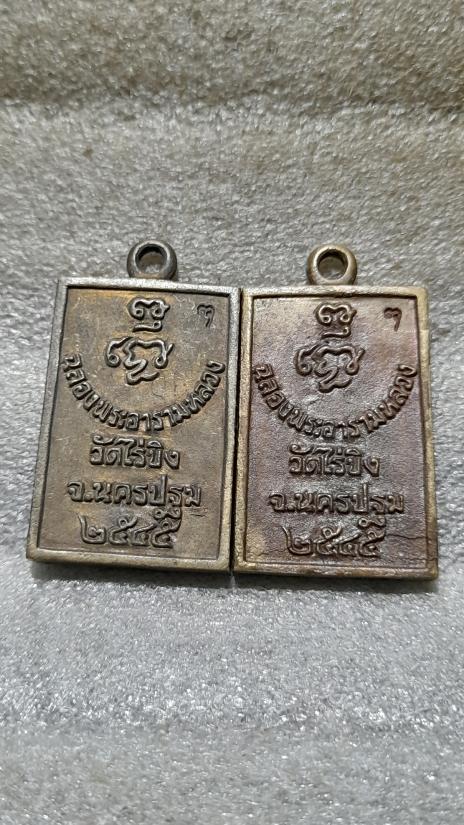 ฉลองพระอารามหลวง
วัดไร่ขิง
จ.นครปฐม
๒๕๔๕
ฉลองพระอารามหลวง
วัดไร่ขิง
จ.นครปฐม
๒๕๔๕